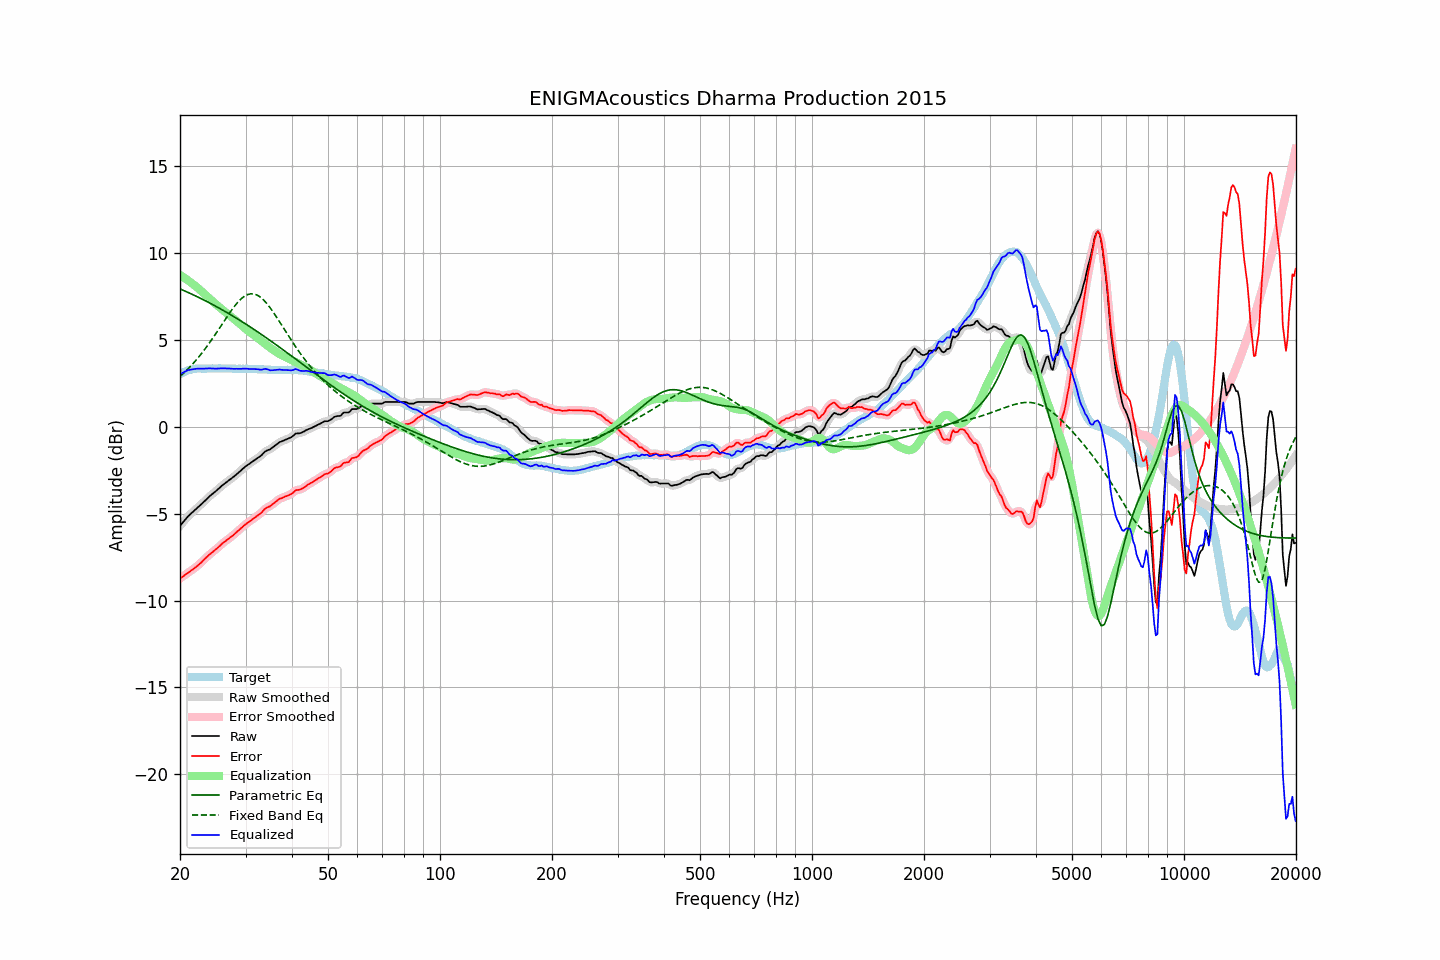 ENIGMAcoustics Dharma Production 2015
Amplitude (dBr)
15
10
5
0
−5
−10
−15
−20
Target
Raw Smoothed
Error Smoothed
Raw
Error
Equalization
Parametric Eq
Fixed Band Eq
Equalized
20 50 100 200 500 1000 2000 5000 10000 20000
Frequency (Hz)